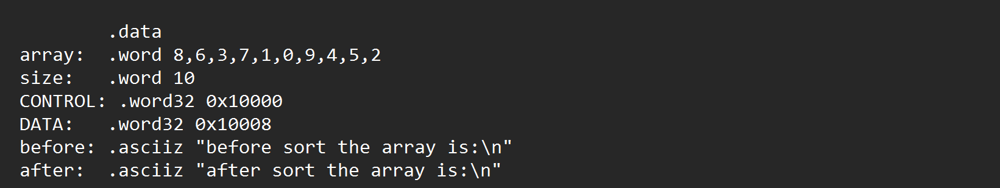 .data
array: .word 8,6,3,7,1,0,9,4,5,2
size: .word 10
CONTROL: .word32 0x10000
DATA: .word32 0x10008
before: .asciiz "before sort the array is:\n"
after: .asciiz "after sort the array is:\n"